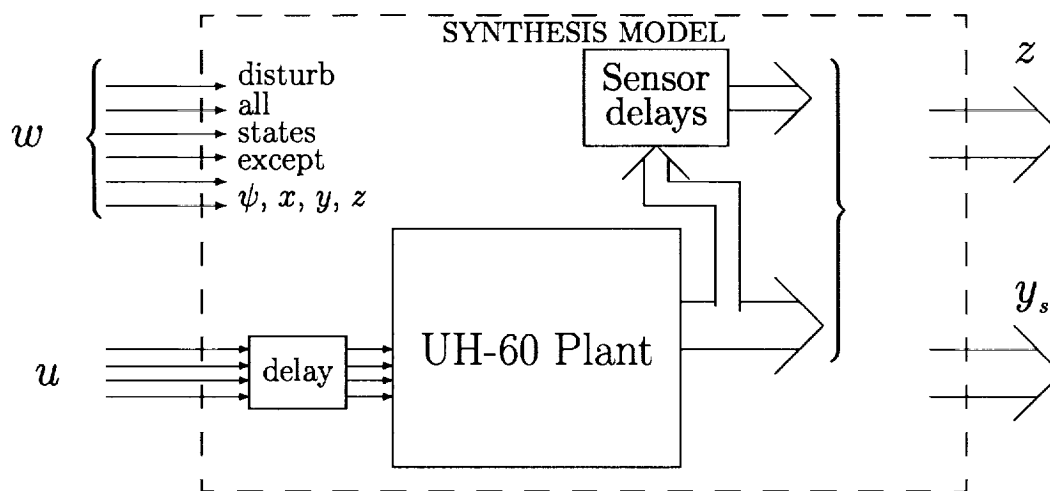 SYNTHESIS MODEL
w
disturb
all
states
except
ψ, x, y, z
Sensor
delays
z
u
delay
UH-60 Plant
y_s